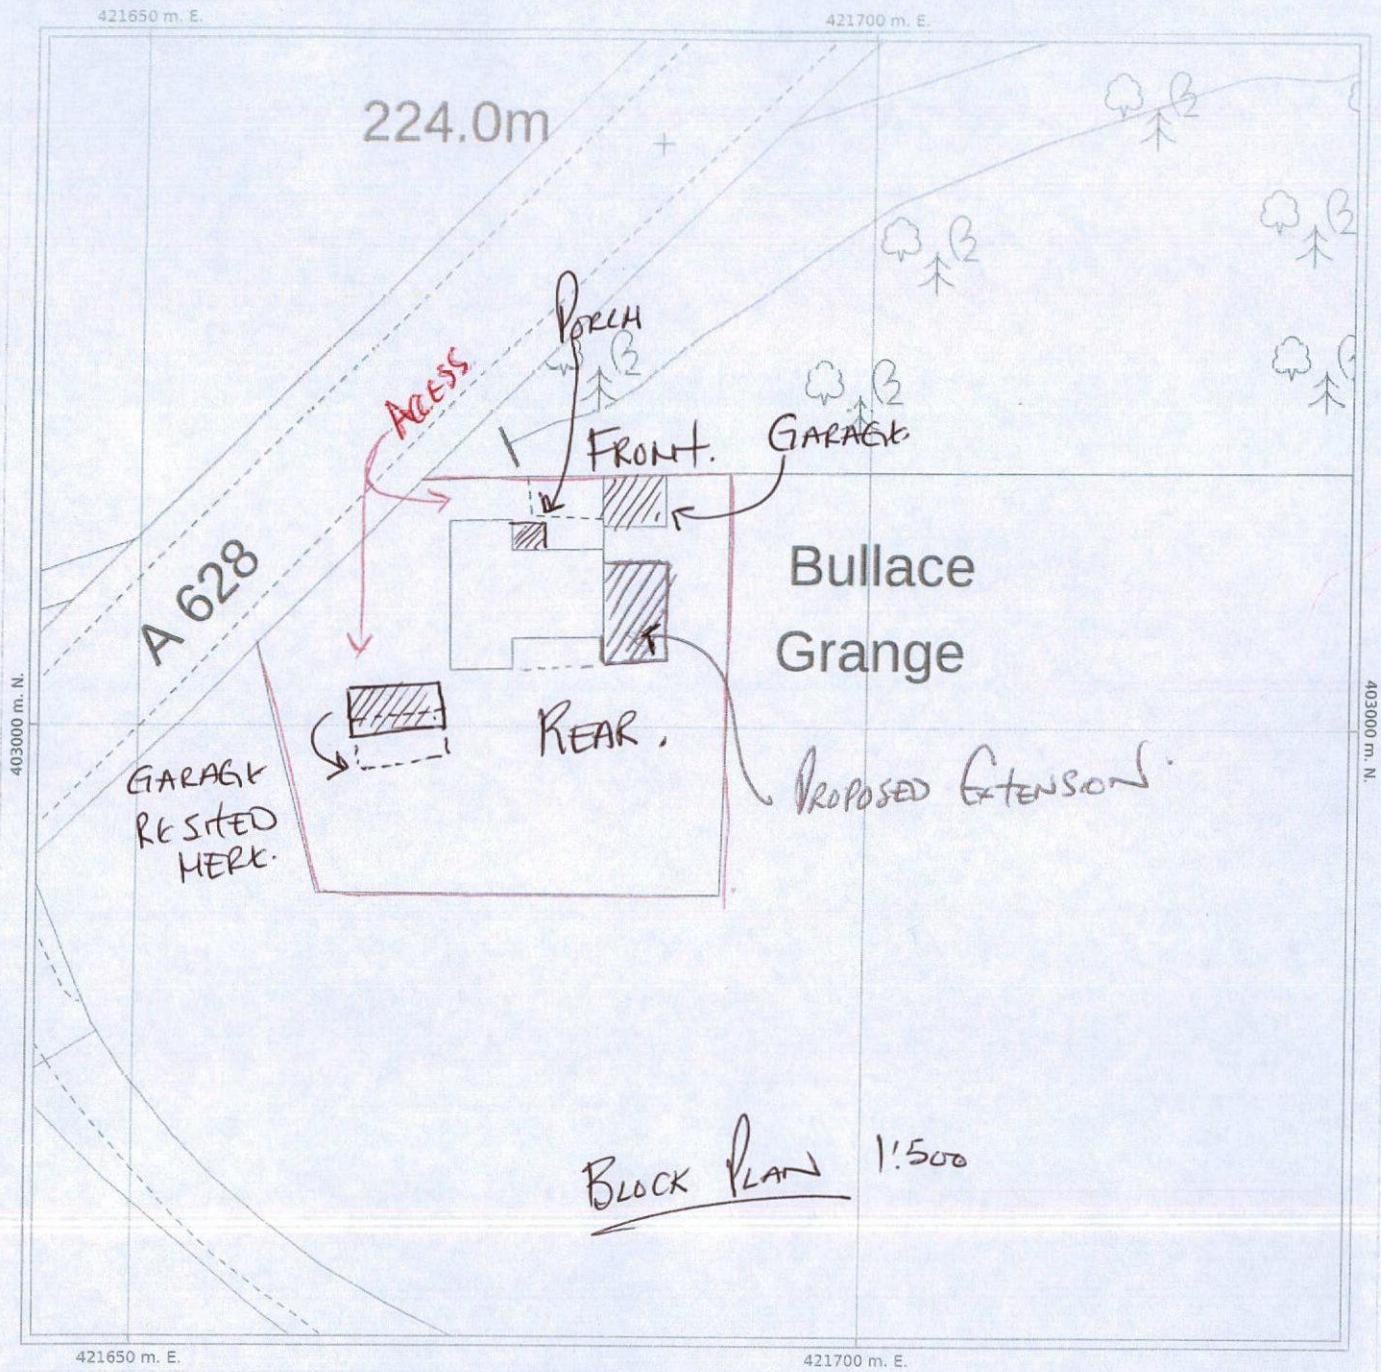 421650 m. E.
421700 m. E.
224.0m
PORCH
ACCESS
FRONT.
GARAGE.
A 628
Bullace
Grange
403000 m. N.
403000 m. N.
REAR.
GARAGE
RESITED
HERE.
PROPOSED EXTENSION
BLOCK PLAN 1:500
421650 m. E.
421700 m. E.